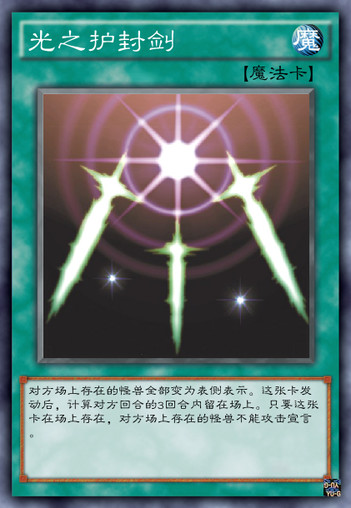 光之护封剑
魔
【魔法卡】
对方场上存在的怪兽全部变为表侧表示。这张卡发
动后，计算对方回合的3回合内留在场上。只要这张
卡在场上存在，对方场上存在的怪兽不能攻击宣言
。
YU-G